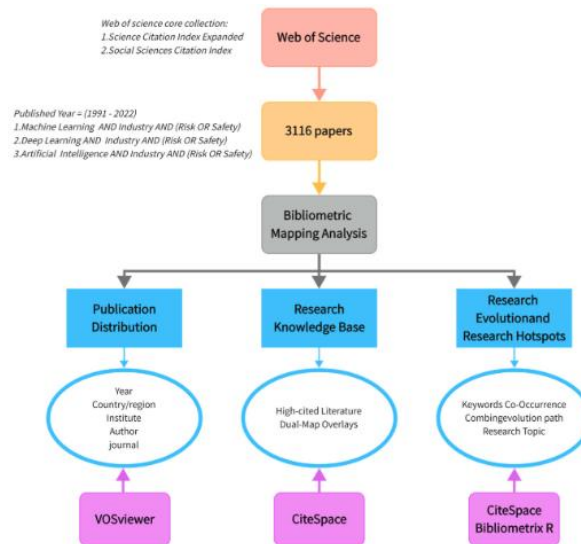 Web of science core collection:
1.Science Citation Index Expanded
2.Social Sciences Citation Index
Web of Science
Published Year = (1991 - 2022)
1.Machine Learning AND Industry AND (Risk OR Safety)
2.Deep Learning AND Industry AND (Risk OR Safety)
3.Artificial Intelligence AND Industry AND (Risk OR Safety)
3116 papers
Bibliometric
Mapping Analysis
Publication
Distribution
Research
Knowledge Base
Research
Evolutionand
Research Hotspots
Year
Country/region
Institute
Author
journal
High-cited Literature
Dual-Map Overlays
Keywords Co-Occurrence
Combingevolution path
Research Topic
VOSviewer
CiteSpace
CiteSpace
Bibliometrix R